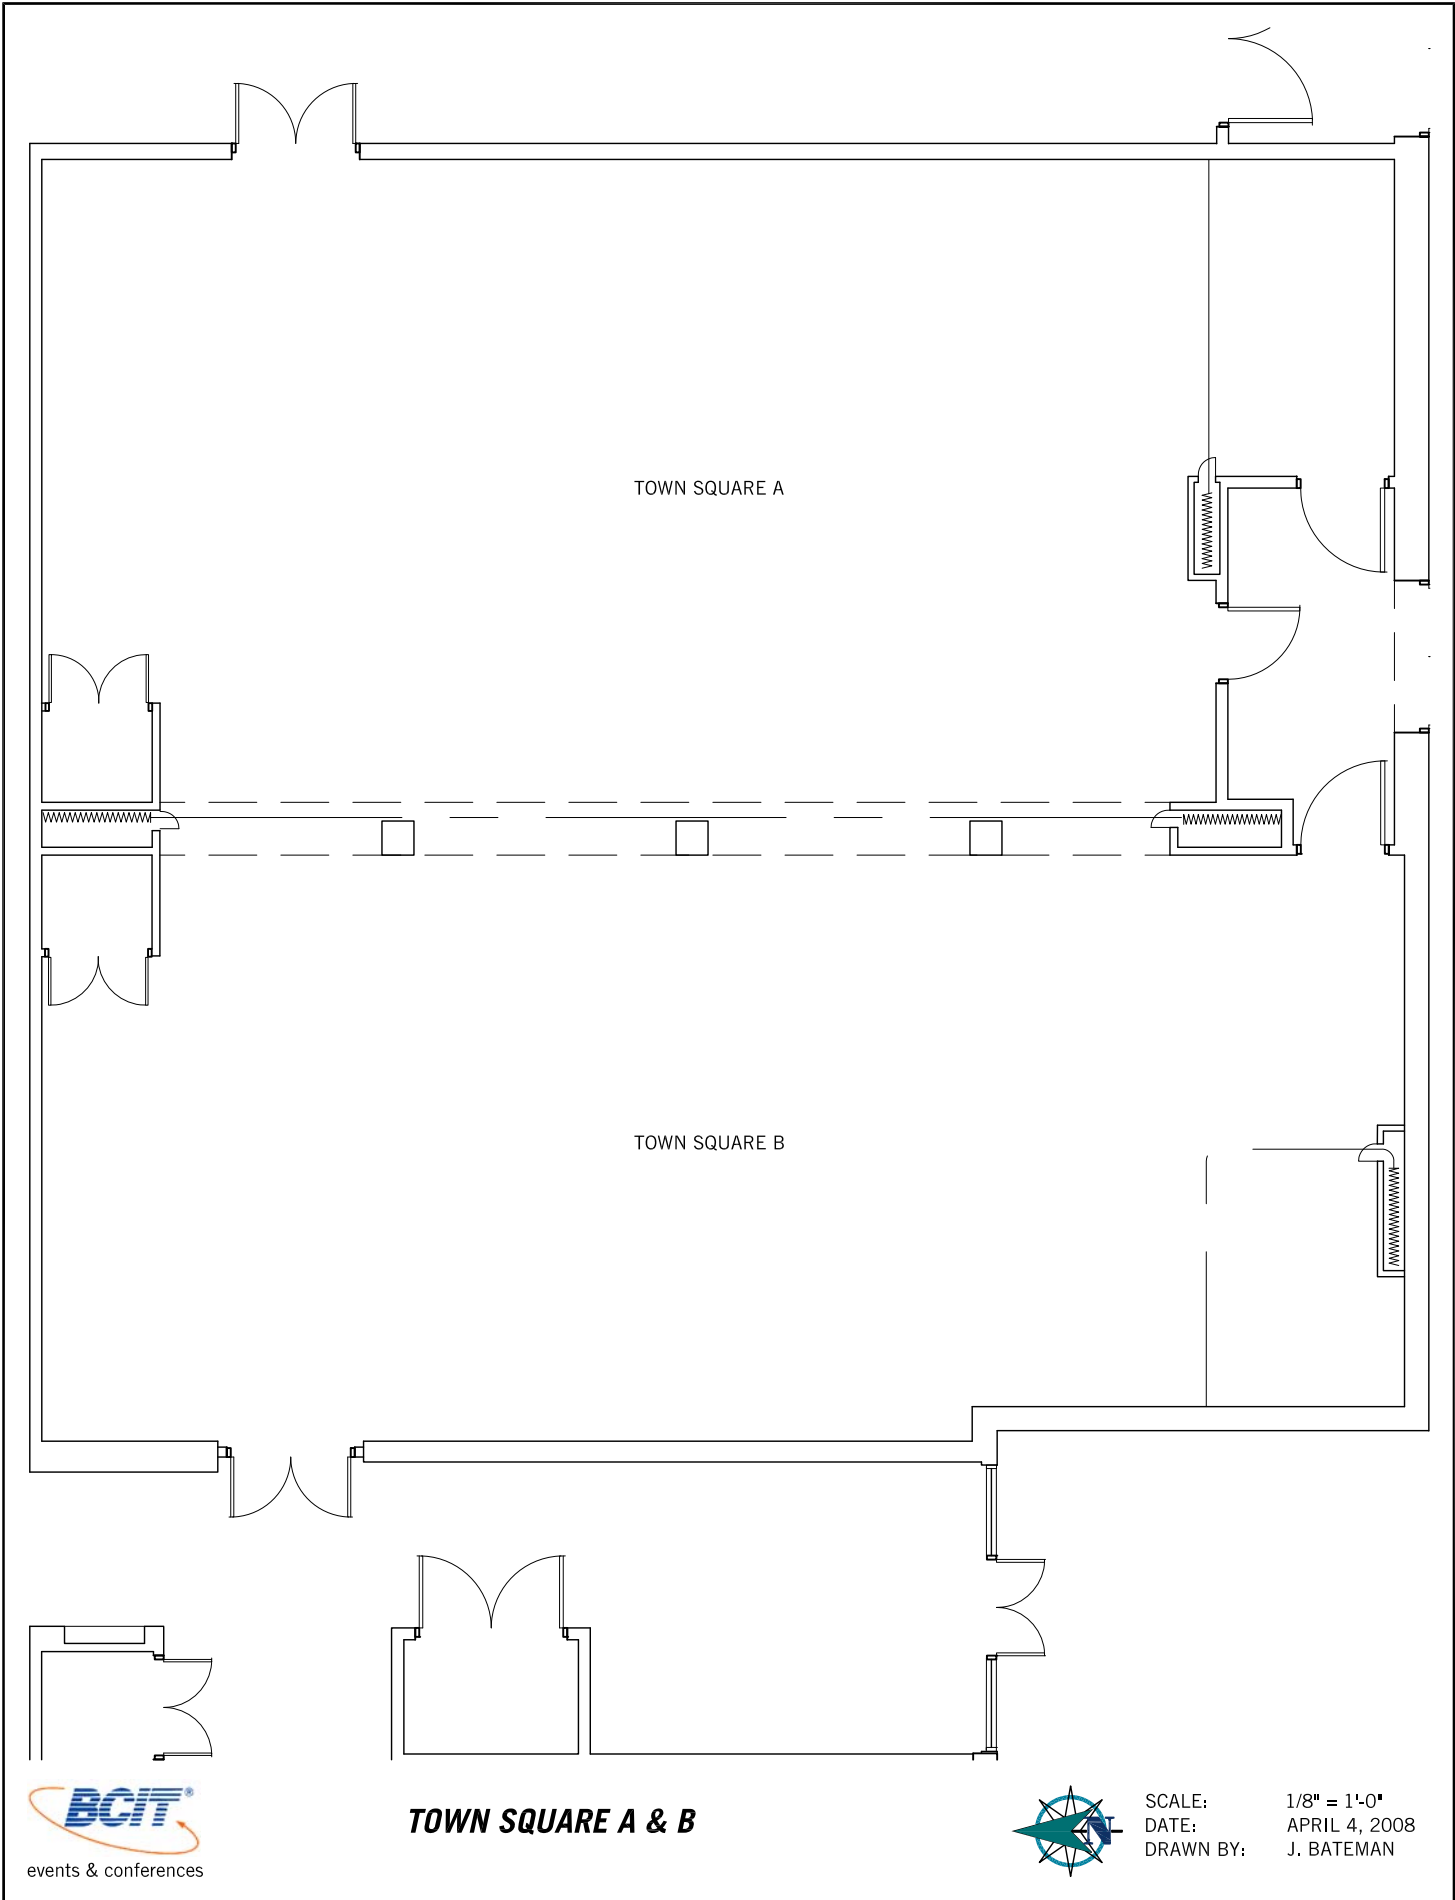 TOWN SQUARE A
TOWN SQUARE B
BCIT®
events & conferences
TOWN SQUARE A & B
N
SCALE: 1/8" = 1'-0"
DATE: APRIL 4, 2008
DRAWN BY: J. BATEMAN